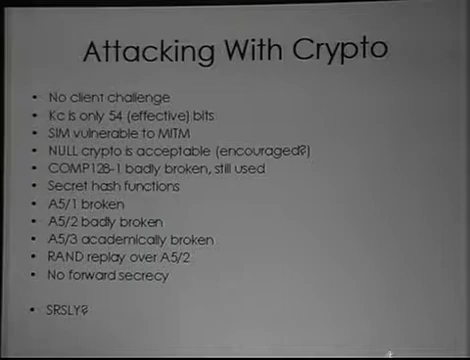 Attacking With Crypto
• No client challenge
• Kc is only 54 (effective) bits
• SIM vulnerable to MITM
• NULL crypto is acceptable (encouraged?)
• COMP128-1 badly broken, still used
• Secret hash functions
• A5/1 broken
• A5/2 badly broken
• A5/3 academically broken
• RAND replay over A5/2
• No forward secrecy
• SRSLY?